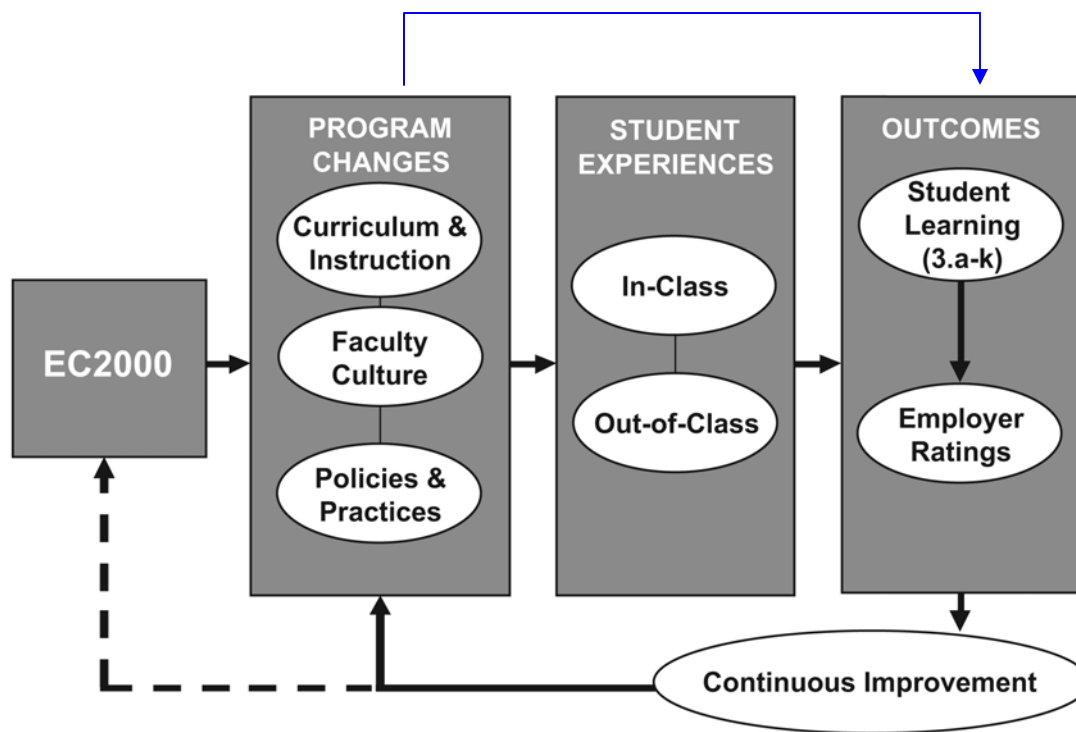 EC2000
PROGRAM
CHANGES
Curriculum &
Instruction
Faculty
Culture
Policies &
Practices
STUDENT
EXPERIENCES
In-Class
Out-of-Class
OUTCOMES
Student
Learning
(3.a-k)
Employer
Ratings
Continuous Improvement